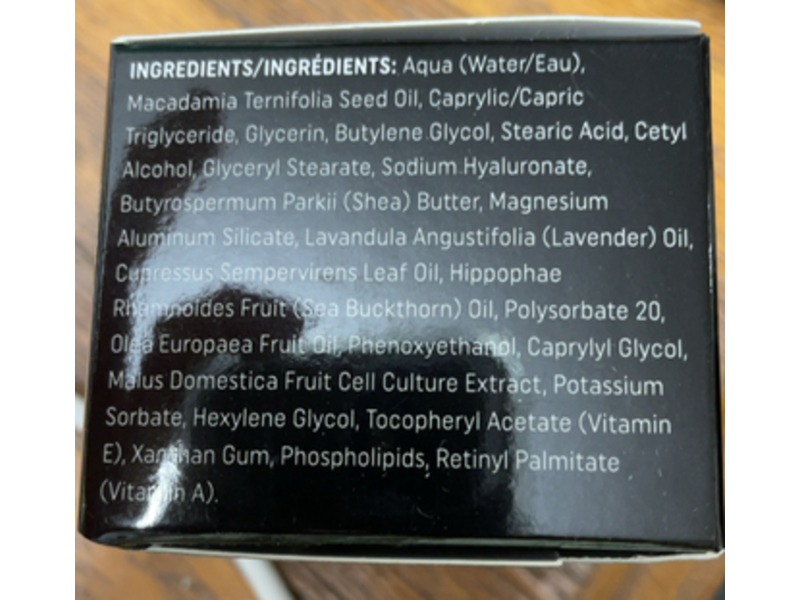 INGREDIENTS/INGRÉDIENTS: Aqua (Water/Eau),
Macadamia Ternifolia Seed Oil, Caprylic/Capric
Triglyceride, Glycerin, Butylene Glycol, Stearic Acid, Cetyl
Alcohol, Glyceryl Stearate, Sodium Hyaluronate,
Butyrospermum Parkii (Shea) Butter, Magnesium
Aluminum Silicate, Lavandula Angustifolia (Lavender) Oil,
Cupressus Sempervirens Leaf Oil, Hippophae
Rhamnoides Fruit (Sea Buckthorn) Oil, Polysorbate 20,
Olea Europaea Fruit Oil, Phenoxyethanol, Caprylyl Glycol,
Malus Domestica Fruit Cell Culture Extract, Potassium
Sorbate, Hexylene Glycol, Tocopheryl Acetate (Vitamin
E), Xanthan Gum, Phospholipids, Retinyl Palmitate
(Vitamin A).